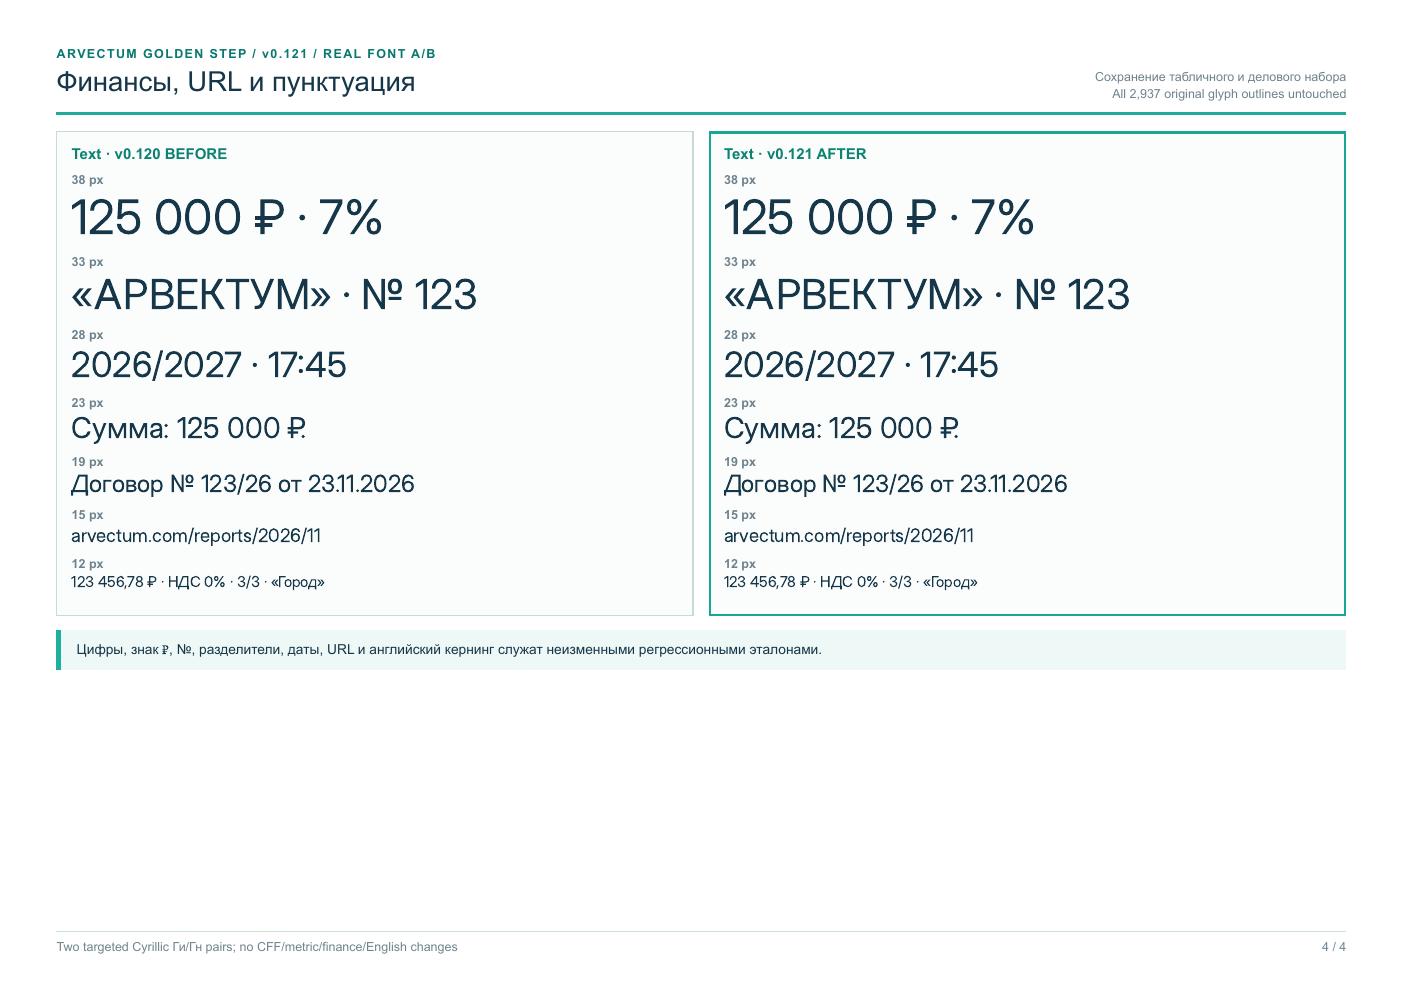 ARVECTUM GOLDEN STEP / v0.121 / REAL FONT A/B
Финансы, URL и пунктуация
Сохранение табличного и делового набора
All 2,937 original glyph outlines untouched
Text · v0.120 BEFORE
38 px
125 000 ₽ · 7%
33 px
«АРВЕКТУМ» · № 123
28 px
2026/2027 · 17:45
23 px
Сумма: 125 000 ₽.
19 px
Договор № 123/26 от 23.11.2026
15 px
arvectum.com/reports/2026/11
12 px
123 456,78 ₽ · НДС 0% · 3/3 · «Город»
Text · v0.121 AFTER
38 px
125 000 ₽ · 7%
33 px
«АРВЕКТУМ» · № 123
28 px
2026/2027 · 17:45
23 px
Сумма: 125 000 ₽.
19 px
Договор № 123/26 от 23.11.2026
15 px
arvectum.com/reports/2026/11
12 px
123 456,78 ₽ · НДС 0% · 3/3 · «Город»
Цифры, знак ₽, №, разделители, даты, URL и английский кернинг служат неизменными регрессионными эталонами.
Two targeted Cyrillic Ги/Гн pairs; no CFF/metric/finance/English changes
4 / 4